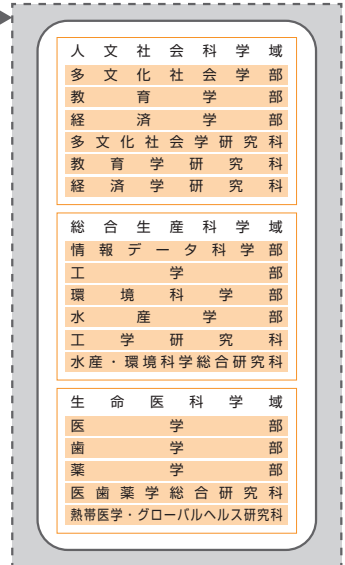 人文社会科学域
多文化社会学部
教育学部
経済学部
多文化社会学研究科
教育学研究科
経済学研究科
総合生産科学域
情報データ科学部
工学部
環境科学部
水産学部
工学研究科
水産・環境科学総合研究科
生命医科学域
医学部
歯学部
薬学部
医歯薬学総合研究科
熱帯医学・グローバルヘルス研究科